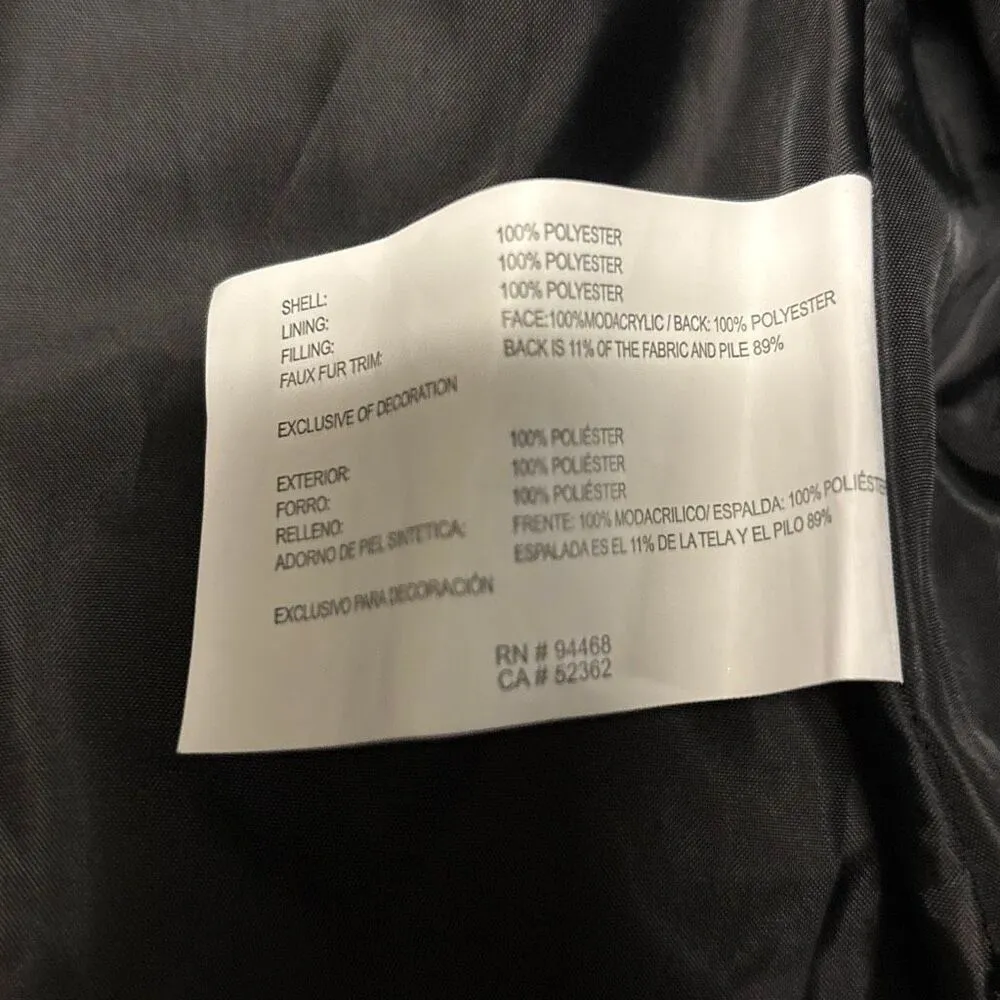 SHELL: 100% POLYESTER
LINING: 100% POLYESTER
FILLING: 100% POLYESTER
FAUX FUR TRIM: FACE:100%MODACRYLIC / BACK: 100% POLYESTER
BACK IS 11% OF THE FABRIC AND PILE 89%
EXCLUSIVE OF DECORATION
EXTERIOR: 100% POLIÉSTER
FORRO: 100% POLIÉSTER
RELLENO: 100% POLIÉSTER
ADORNO DE PIEL SINTETICA: FRENTE: 100% MODACRILICO/ ESPALDA: 100% POLIÉSTE
ESPALADA ES EL 11% DE LA TELA Y EL PILO 89%
EXCLUSIVO PARA DECORACIÓN
RN # 94468
CA # 52362